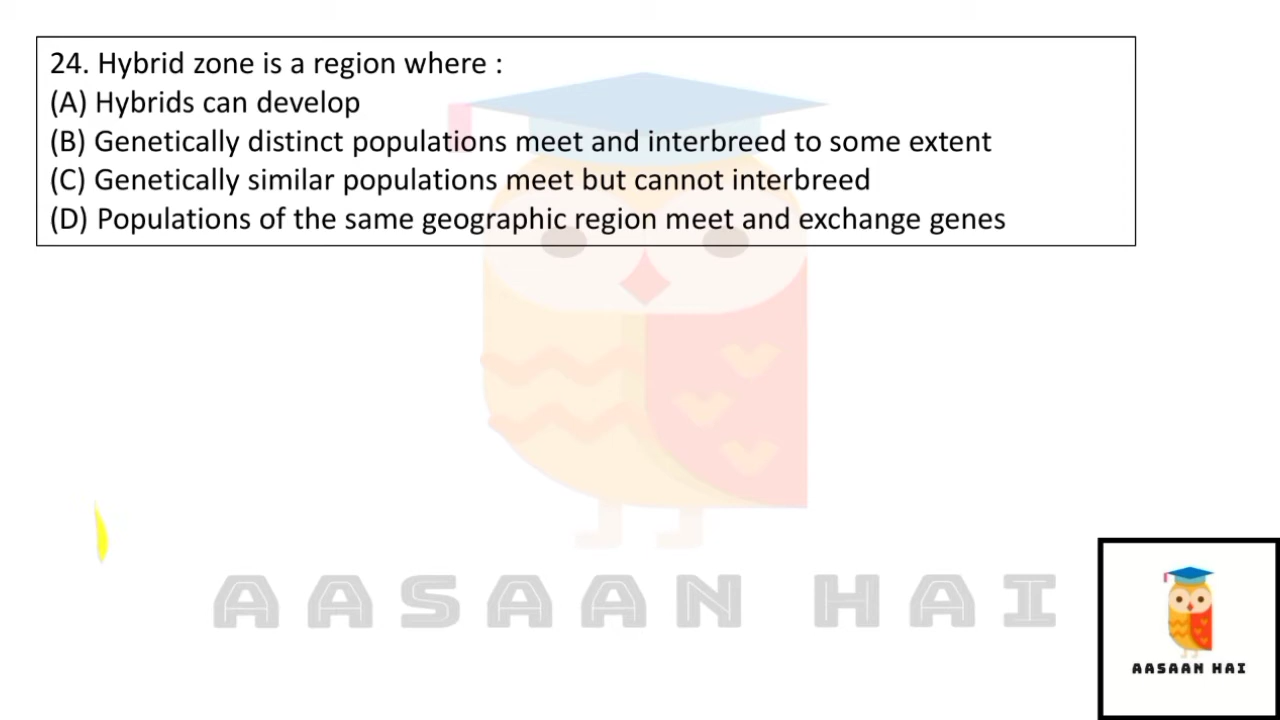 24. Hybrid zone is a region where :
(A) Hybrids can develop
(B) Genetically distinct populations meet and interbreed to some extent
(C) Genetically similar populations meet but cannot interbreed
(D) Populations of the same geographic region meet and exchange genes
AASAAN HAI
AASAAN HAI